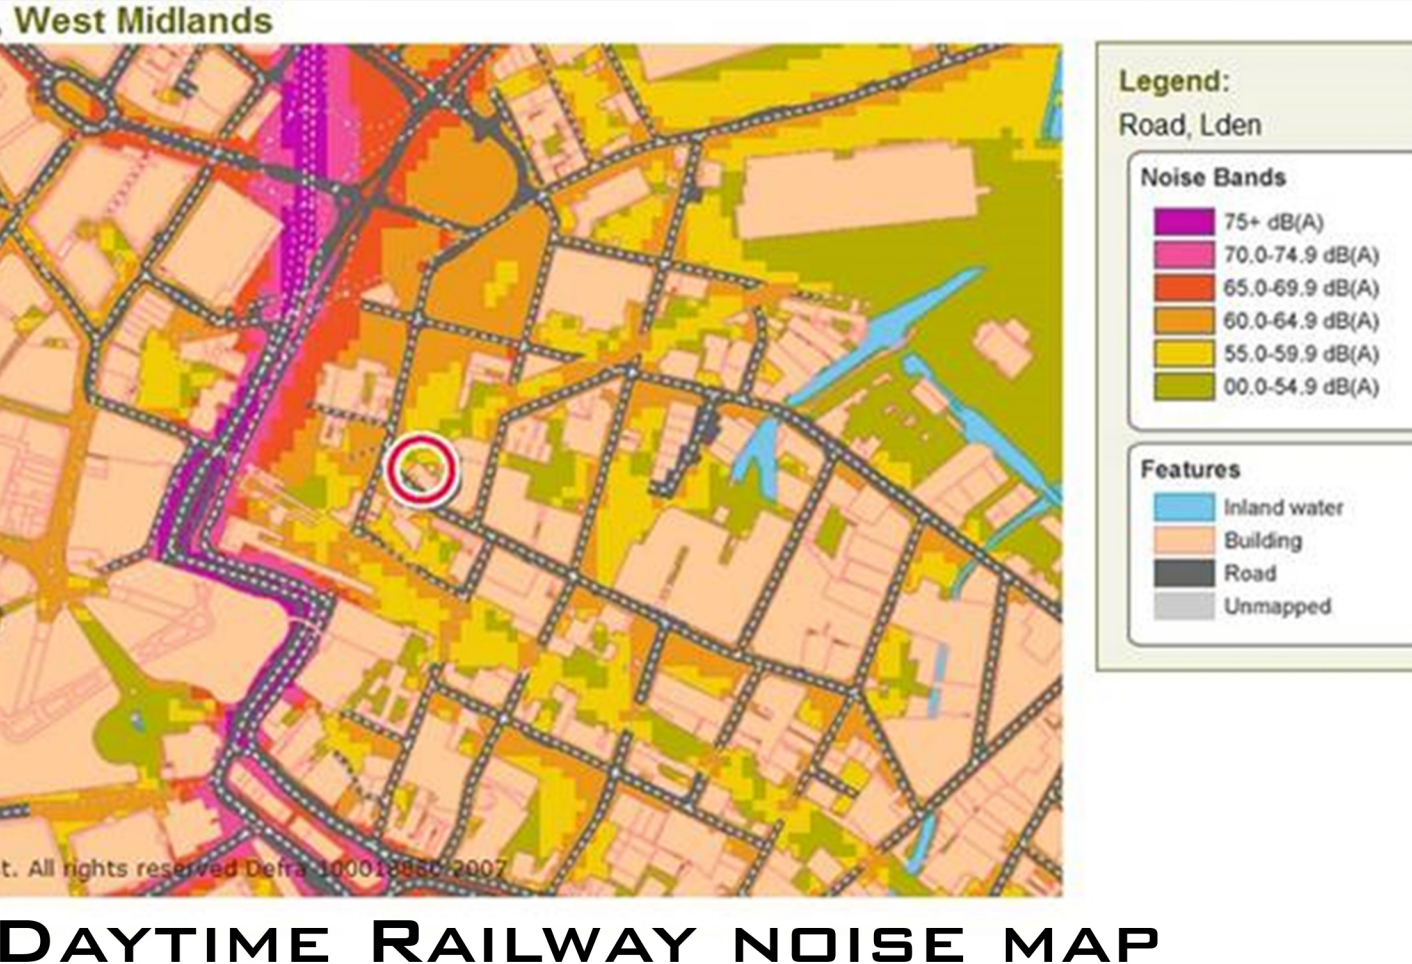 , West Midlands
Legend:
Road, Lden
Noise Bands
75+ dB(A)
70.0-74.9 dB(A)
65.0-69.9 dB(A)
60.0-64.9 dB(A)
55.0-59.9 dB(A)
00.0-54.9 dB(A)
Features
Inland water
Building
Road
Unmapped
t. All rights reserved Defra 2007
DAYTIME RAILWAY NOISE MAP